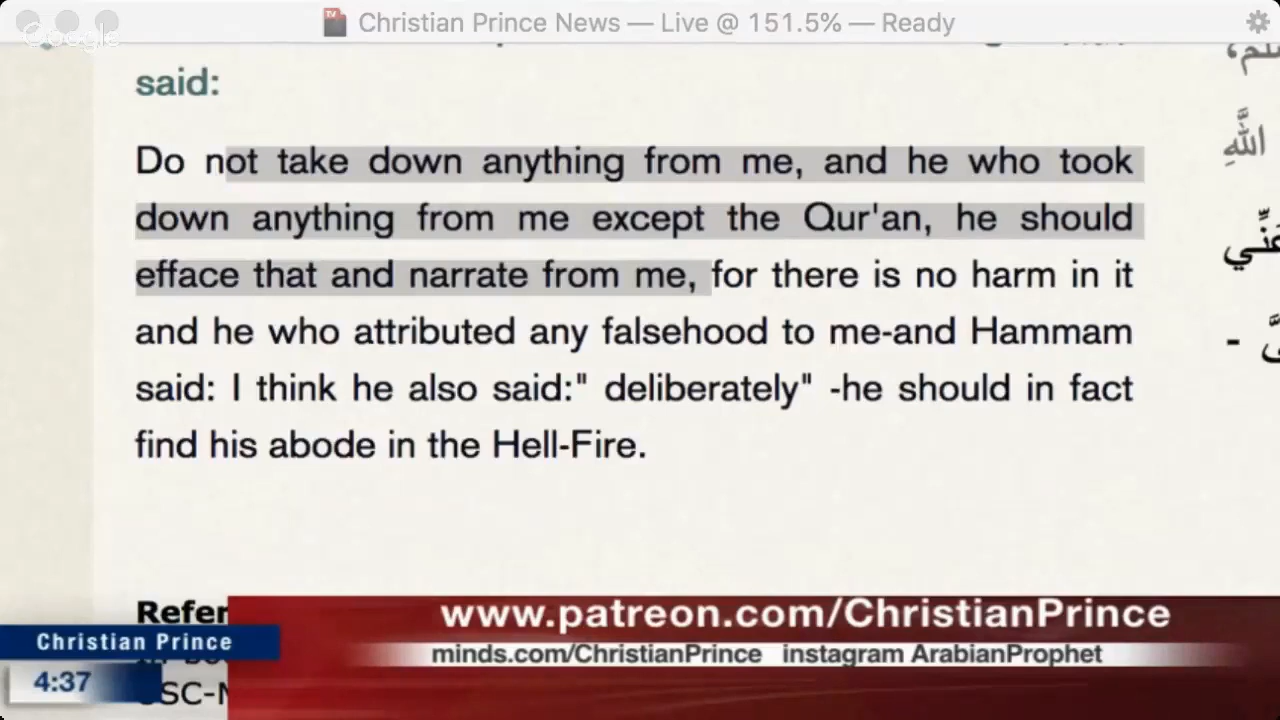 Christian Prince News — Live @ 151.5% — Ready
Google
said:
Do not take down anything from me, and he who took
down anything from me except the Qur'an, he should
efface that and narrate from me, for there is no harm in it
and he who attributed any falsehood to me-and Hammam
said: I think he also said:" deliberately" -he should in fact
find his abode in the Hell-Fire.
اللَّهِ
عَنِّي
Refer
www.patreon.com/ChristianPrince
Christian Prince
minds.com/ChristianPrince instagram ArabianProphet
4:37